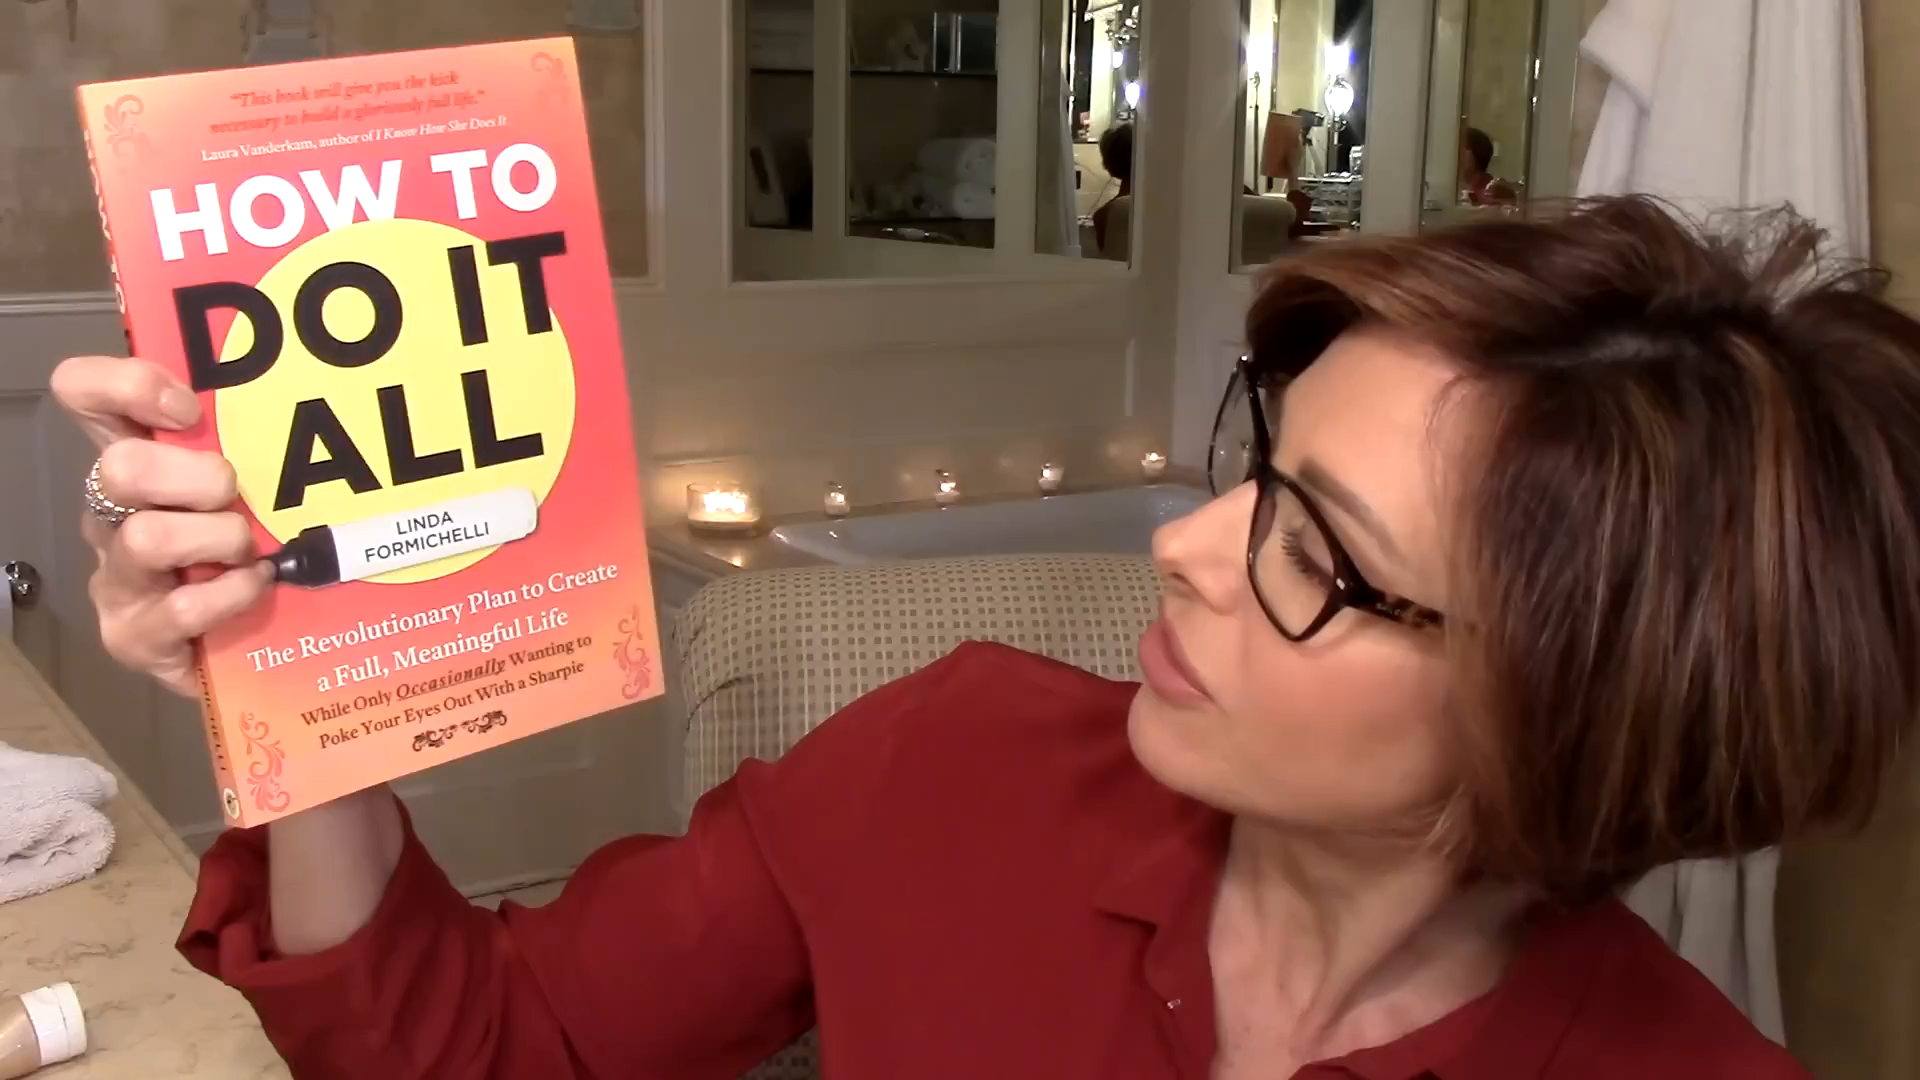 "This book will give you the kick
necessary to build a gloriously full life."
Laura Vanderkam, author of I Know How She Does It
HOW TO
DO IT
ALL
LINDA
FORMICHELLI
The Revolutionary Plan to Create
a Full, Meaningful Life
While Only Occasionally Wanting to
Poke Your Eyes Out With a Sharpie